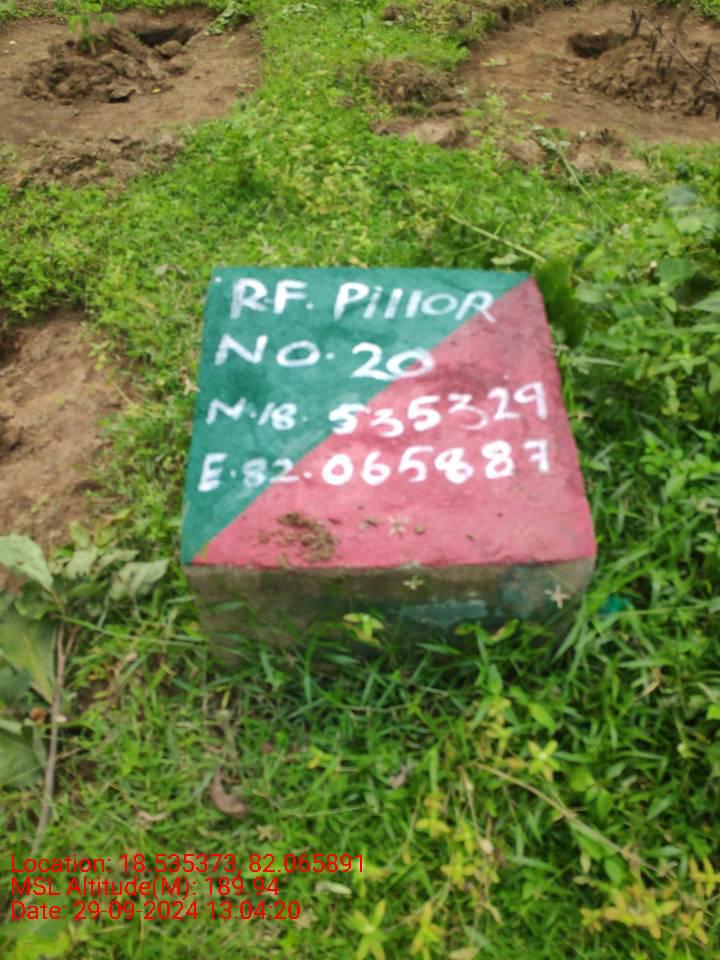 R.F. PillOR
NO. 20
N.18. 535329
E.82.065887
Location: 18.535373, 82.065891
MSL Altitude(M): 189.94
Date: 29-09-2024 13:04:20